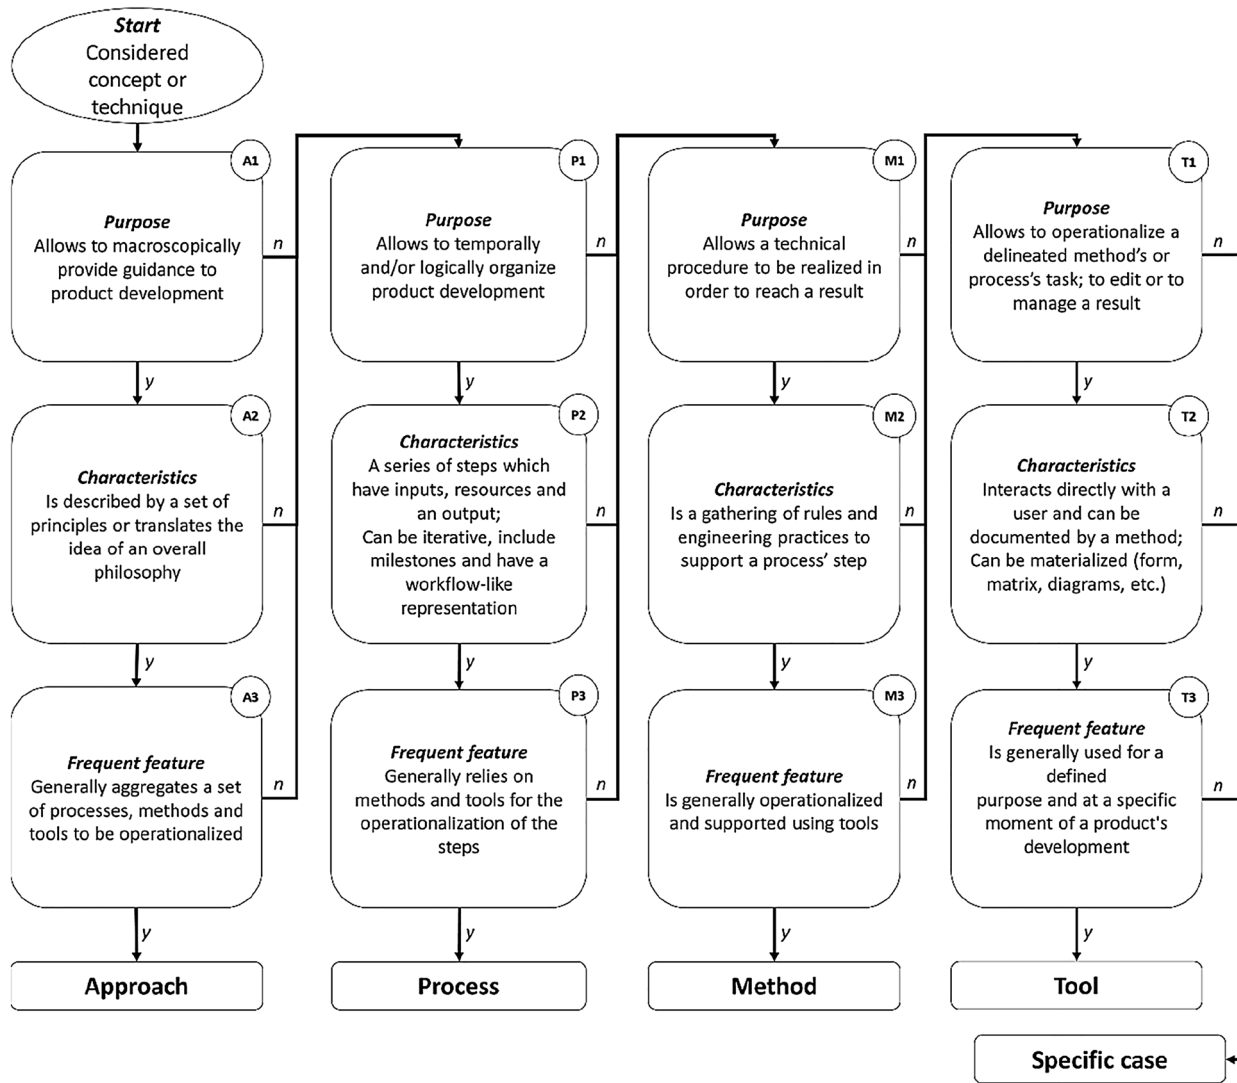 Start
Considered
concept or
technique
A1
Purpose
Allows to macroscopically
provide guidance to
product development
n
y
A2
Characteristics
Is described by a set of
principles or translates the
idea of an overall
philosophy
n
y
A3
Frequent feature
Generally aggregates a set
of processes, methods and
tools to be operationalized
n
y
Approach
P1
Purpose
Allows to temporally
and/or logically organize
product development
n
y
P2
Characteristics
A series of steps which
have inputs, resources and
an output;
Can be iterative, include
milestones and have a
workflow-like
representation
n
y
P3
Frequent feature
Generally relies on
methods and tools for the
operationalization of the
steps
n
y
Process
M1
Purpose
Allows a technical
procedure to be realized in
order to reach a result
n
y
M2
Characteristics
Is a gathering of rules and
engineering practices to
support a process’ step
n
y
M3
Frequent feature
Is generally operationalized
and supported using tools
n
y
Method
T1
Purpose
Allows to operationalize a
delineated method’s or
process’s task; to edit or to
manage a result
n
y
T2
Characteristics
Interacts directly with a
user and can be
documented by a method;
Can be materialized (form,
matrix, diagrams, etc.)
n
y
T3
Frequent feature
Is generally used for a
defined
purpose and at a specific
moment of a product's
development
n
y
Tool
Specific case